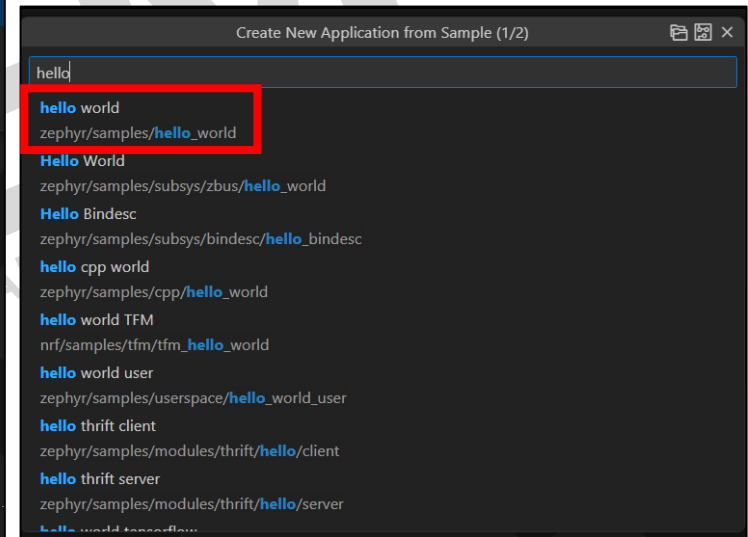 Create New Application from Sample (1/2)
hello
hello world
zephyr/samples/hello_world
Hello World
zephyr/samples/subsys/zbus/hello_world
Hello Bindesc
zephyr/samples/subsys/bindesc/hello_bindesc
hello cpp world
zephyr/samples/cpp/hello_world
hello world TFM
nrf/samples/tfm/tfm_hello_world
hello world user
zephyr/samples/userspace/hello_world_user
hello thrift client
zephyr/samples/modules/thrift/hello/client
hello thrift server
zephyr/samples/modules/thrift/hello/server
hello world tensorflow